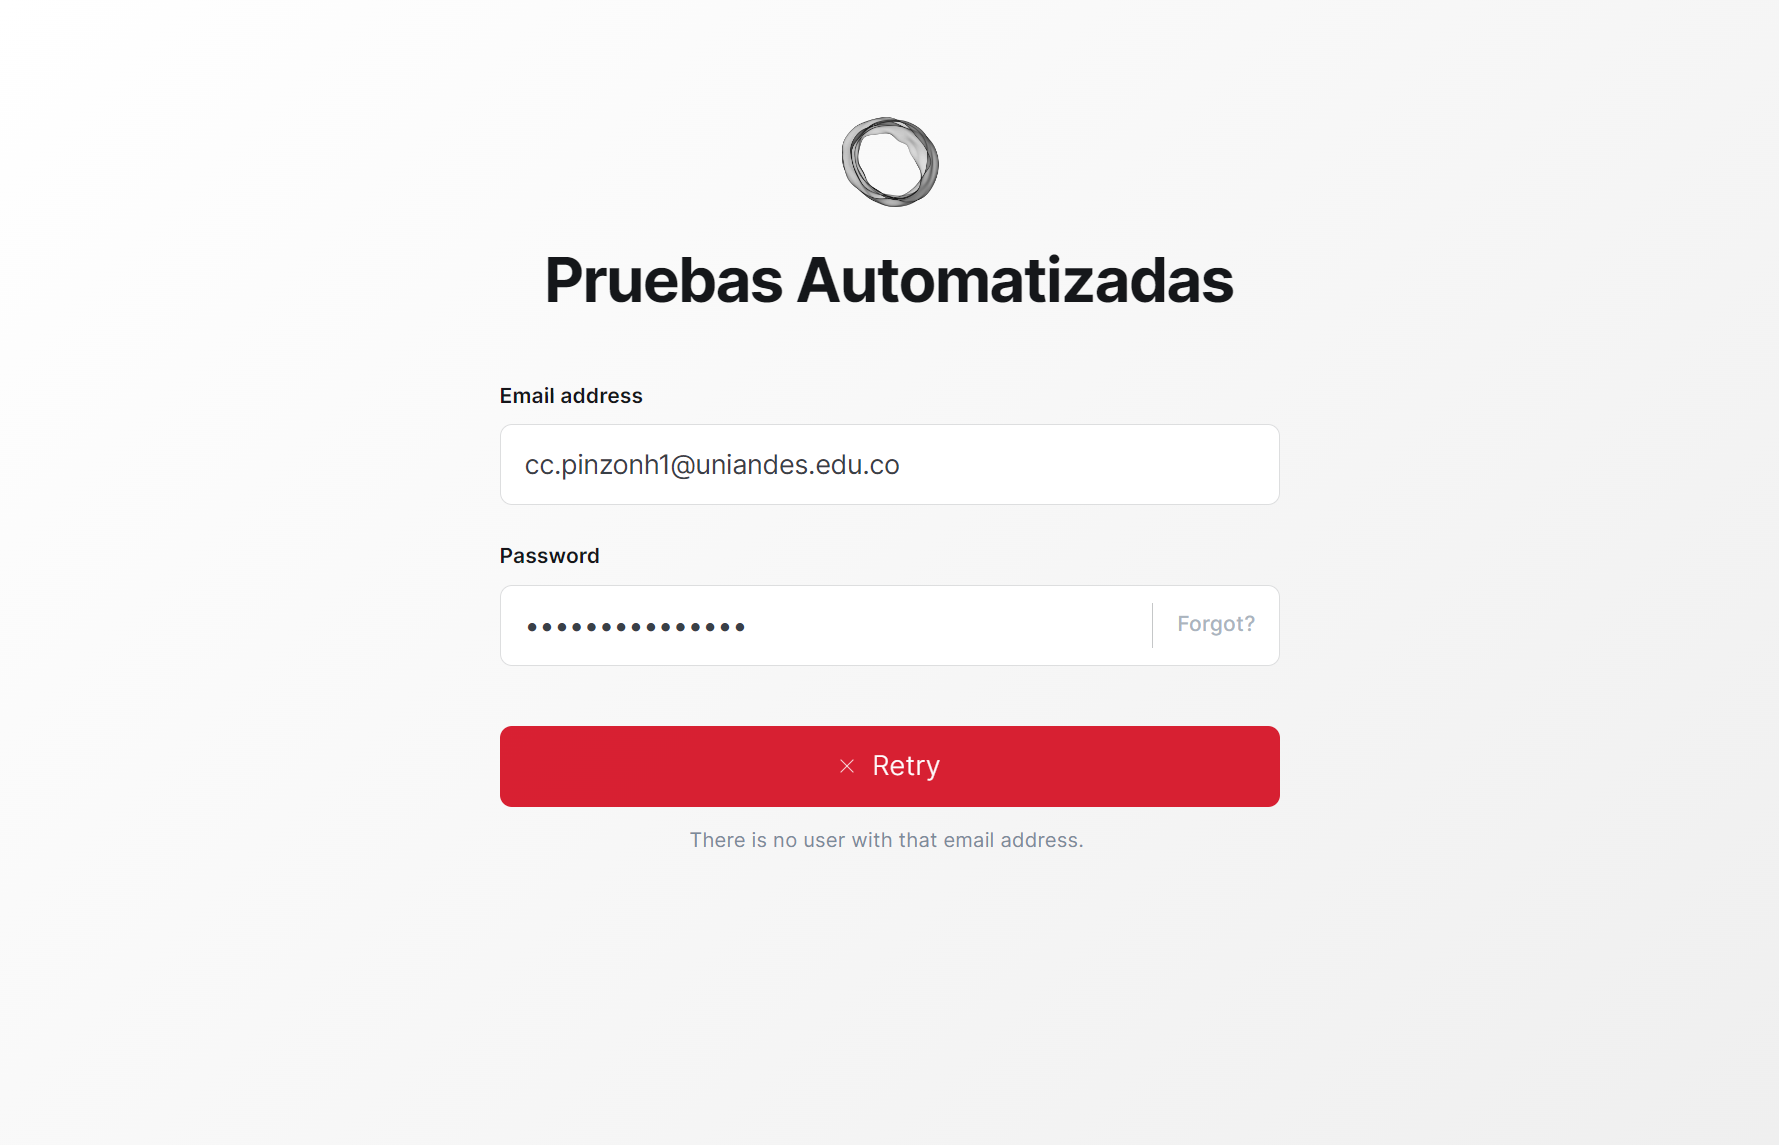 Pruebas Automatizadas
Email address
cc.pinzonh1@uniandes.edu.co
Password
•••••••••••••••
Forgot?
× Retry
There is no user with that email address.